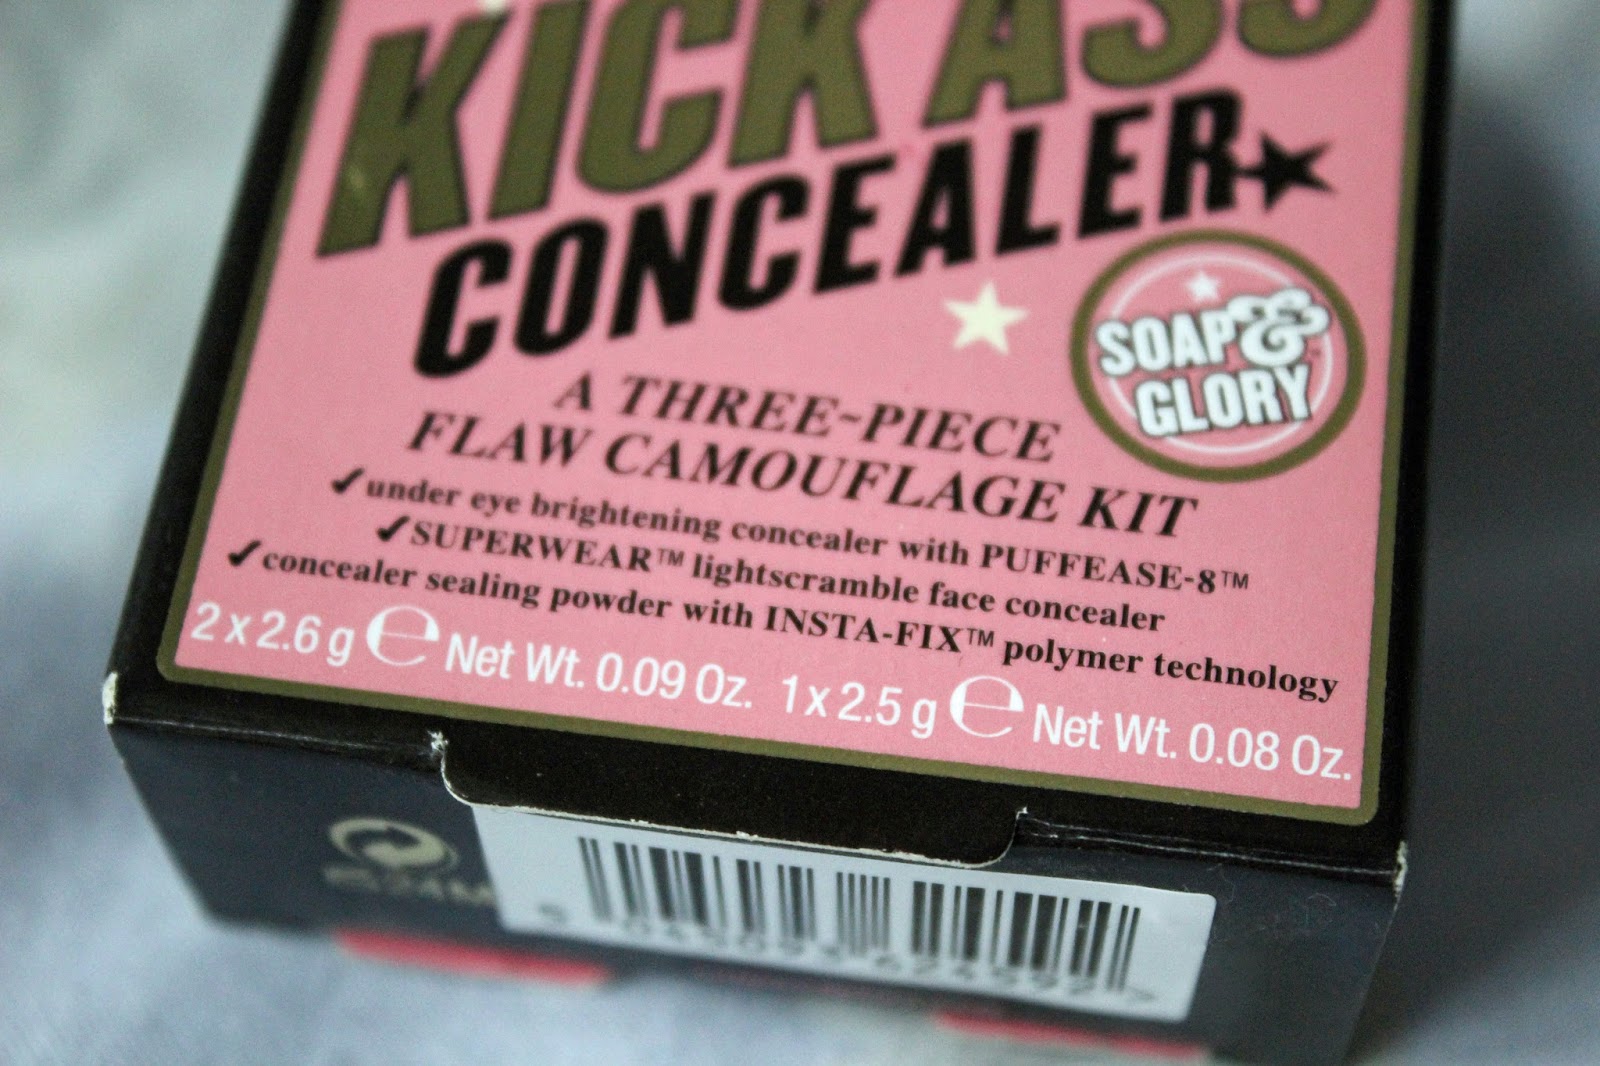 KICK ASS
CONCEALER
SOAP &
GLORY
A THREE~PIECE
FLAW CAMOUFLAGE KIT
✓under eye brightening concealer with PUFFEASE-8™
✓SUPERWEAR™ lightscramble face concealer
✓concealer sealing powder with INSTA-FIX™ polymer technology
2 x 2.6 g ℮ Net Wt. 0.09 Oz. 1 x 2.5 g ℮ Net Wt. 0.08 Oz.